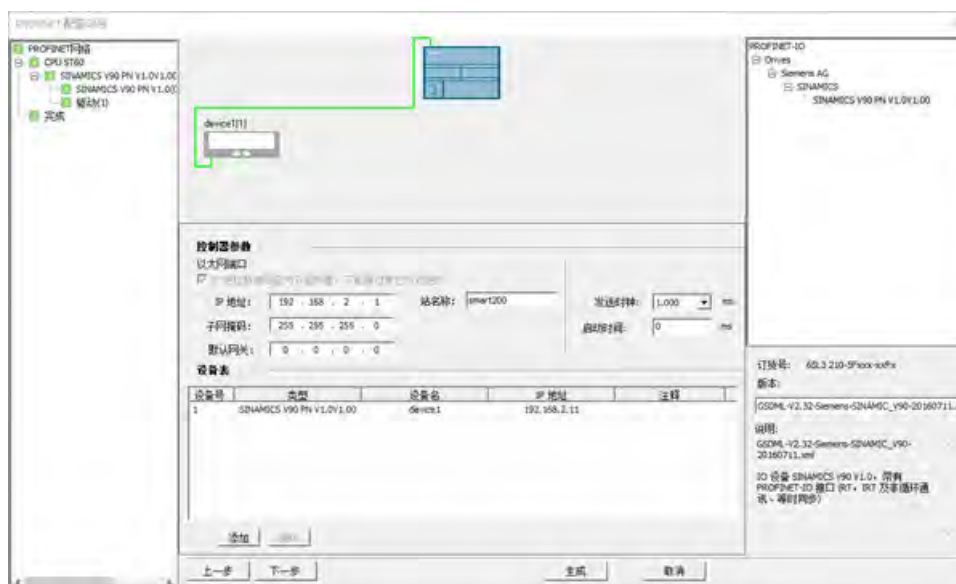 PROFINET 配置向导
PROFINET网络
CPU ST60
SINAMICS V90 PN V1.0V1.00
SINAMICS V90 PN V1.0(
驱动(1)
完成
device1[1]
控制器参数
以太网端口
IP 地址: 192 . 168 . 2 . 1
站名称: smart200
发送时钟: 1.000 ms
子网掩码: 255 . 255 . 255 . 0
启动时间: 0 ms
默认网关: 0 . 0 . 0 . 0
设备表
设备号 类型 设备名 IP 地址 注释
1 SINAMICS V90 PN V1.0V1.00 device1 192.168.2.11
添加
上一步 下一步 生成 取消
PROFINET-IO
Drives
Siemens AG
SINAMICS
SINAMICS V90 PN V1.0V1.00
订货号: 6SL3 210-5Fxxx-xxFx
版本:
GSDML-V2.32-Siemens-SINAMIC_V90-20160711.
说明:
GSDML-V2.32-Siemens-SINAMIC_V90-
20160711.xml
IO 设备 SINAMICS V90 V1.0，带有
PROFINET-IO 接口 (RT，IRT 及非循环通
讯、等时同步)